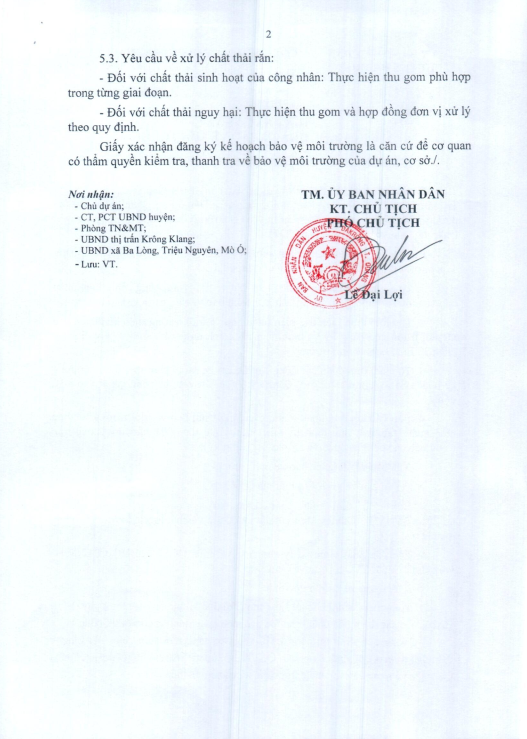 2
5.3. Yêu cầu về xử lý chất thải rắn:
- Đối với chất thải sinh hoạt của công nhân: Thực hiện thu gom phù hợp
trong từng giai đoạn.
- Đối với chất thải nguy hại: Thực hiện thu gom và hợp đồng đơn vị xử lý
theo quy định.
Giấy xác nhận đăng ký kế hoạch bảo vệ môi trường là căn cứ để cơ quan
có thẩm quyền kiểm tra, thanh tra về bảo vệ môi trường của dự án, cơ sở./.
Nơi nhận:
- Chủ dự án;
- CT, PCT UBND huyện;
- Phòng TN&MT;
- UBND thị trấn Krông Klang;
- UBND xã Ba Lòng, Triệu Nguyên, Mò Ó;
- Lưu: VT.
TM. ỦY BAN NHÂN DÂN
KT. CHỦ TỊCH
PHÓ CHỦ TỊCH
Lê Đại Lợi